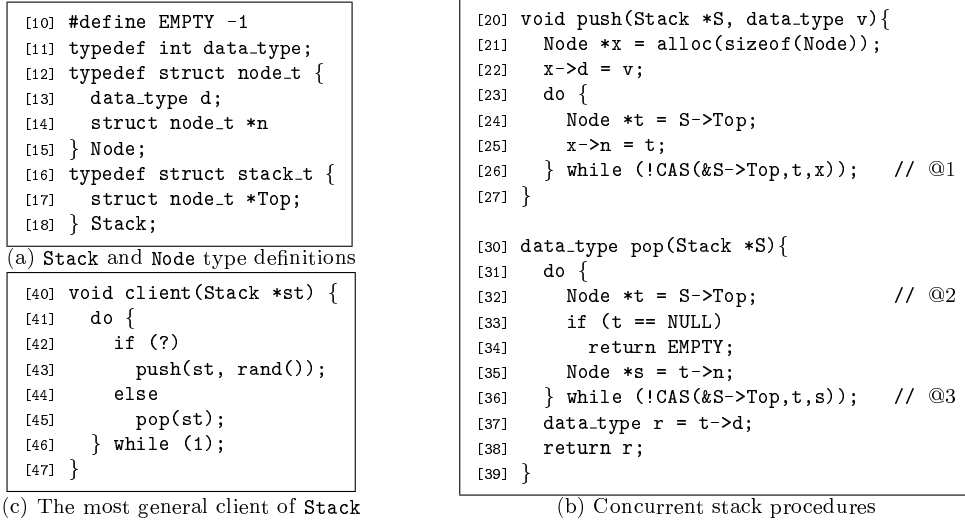 [10] #define EMPTY -1
[11] typedef int data_type;
[12] typedef struct node_t {
[13]   data_type d;
[14]   struct node_t *n
[15] } Node;
[16] typedef struct stack_t {
[17]   struct node_t *Top;
[18] } Stack;
(a) Stack and Node type definitions
[40] void client(Stack *st) {
[41]   do {
[42]     if (?)
[43]       push(st, rand());
[44]     else
[45]       pop(st);
[46]   } while (1);
[47] }
(c) The most general client of Stack
[20] void push(Stack *S, data_type v){
[21]   Node *x = alloc(sizeof(Node));
[22]   x->d = v;
[23]   do {
[24]     Node *t = S->Top;
[25]     x->n = t;
[26]   } while (!CAS(&S->Top,t,x));   // @1
[27] }
[30] data_type pop(Stack *S){
[31]   do {
[32]     Node *t = S->Top;   // @2
[33]     if (t == NULL)
[34]       return EMPTY;
[35]     Node *s = t->n;
[36]   } while (!CAS(&S->Top,t,s));   // @3
[37]   data_type r = t->d;
[38]   return r;
[39] }
(b) Concurrent stack procedures